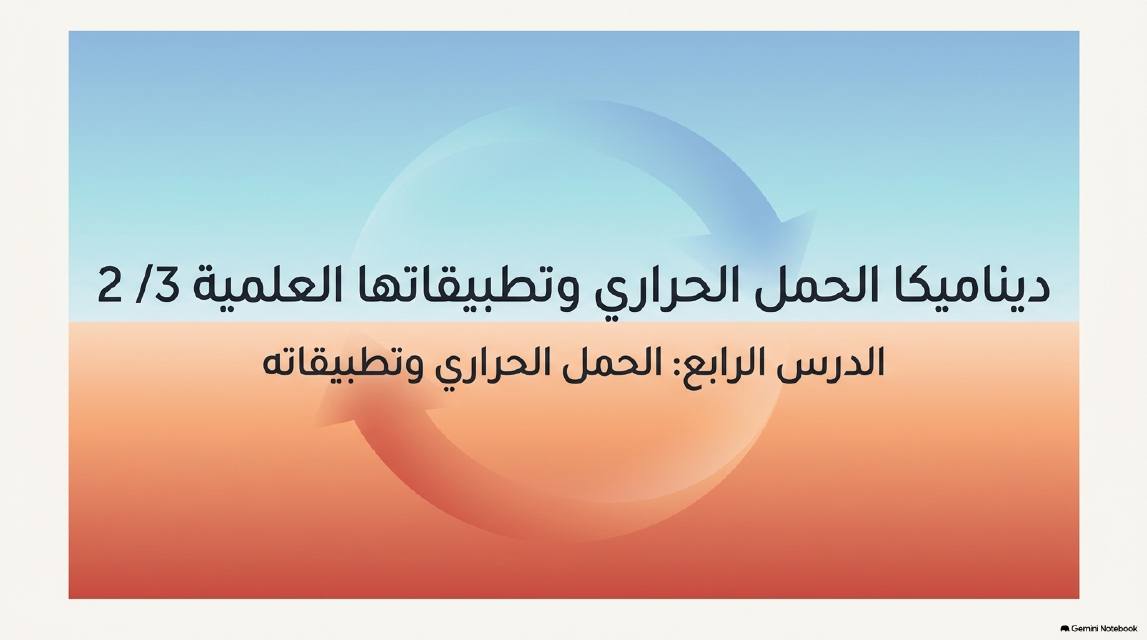 ديناميكا الحمل الحراري وتطبيقاتها العلمية 3/ 2
الدرس الرابع: الحمل الحراري وتطبيقاته
Gemini Notebook